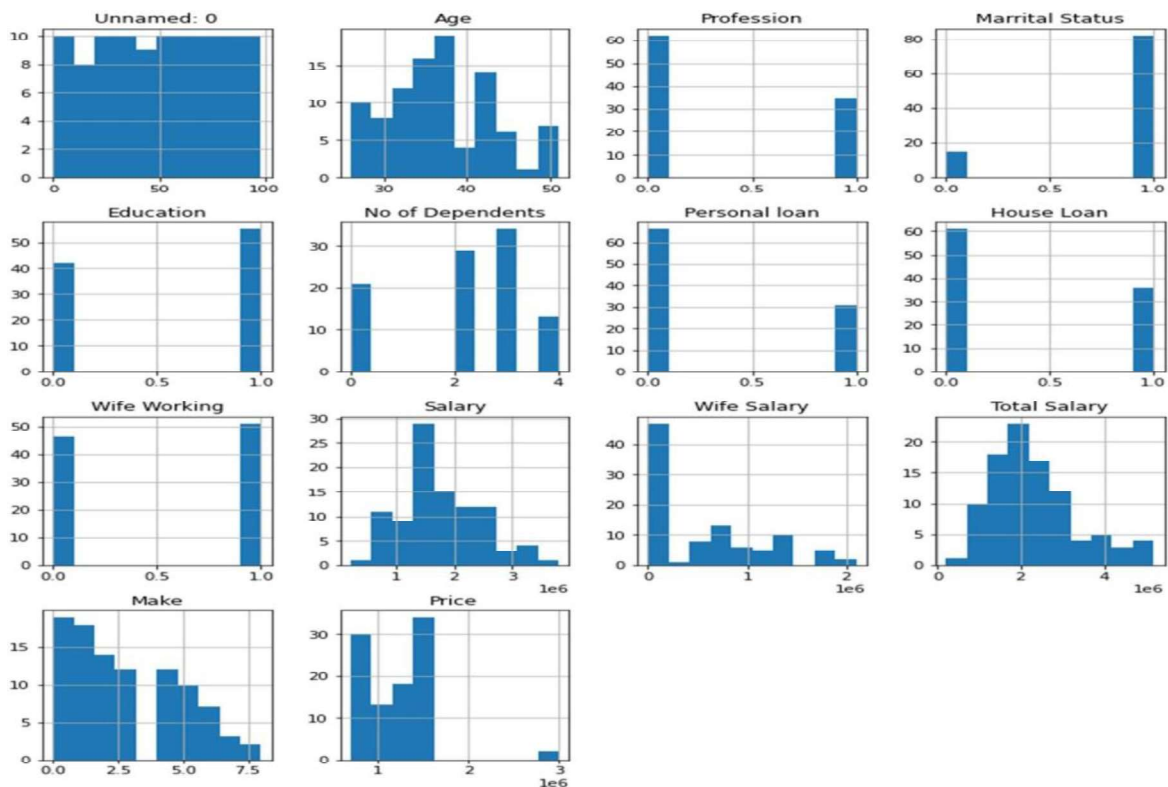 Unnamed: 0 Age Profession Marrital Status
10 8 6 4 2 0
0 50 100
15 10 5 0
30 40 50
60 50 40 30 20 10 0
0.0 0.5 1.0
80 60 40 20 0
0.0 0.5 1.0
Education No of Dependents Personal loan House Loan
50 40 30 20 10 0
0.0 0.5 1.0
30 20 10 0
0 2 4
60 50 40 30 20 10 0
0.0 0.5 1.0
60 50 40 30 20 10 0
0.0 0.5 1.0
Wife Working Salary Wife Salary Total Salary
50 40 30 20 10 0
0.0 0.5 1.0
30 25 20 15 10 5 0
1 2 3
1e6
40 30 20 10 0
0 1 2
1e6
20 15 10 5 0
0 2 4
1e6
Make Price
15 10 5 0
0.0 2.5 5.0 7.5
30 20 10 0
1 2 3
1e6